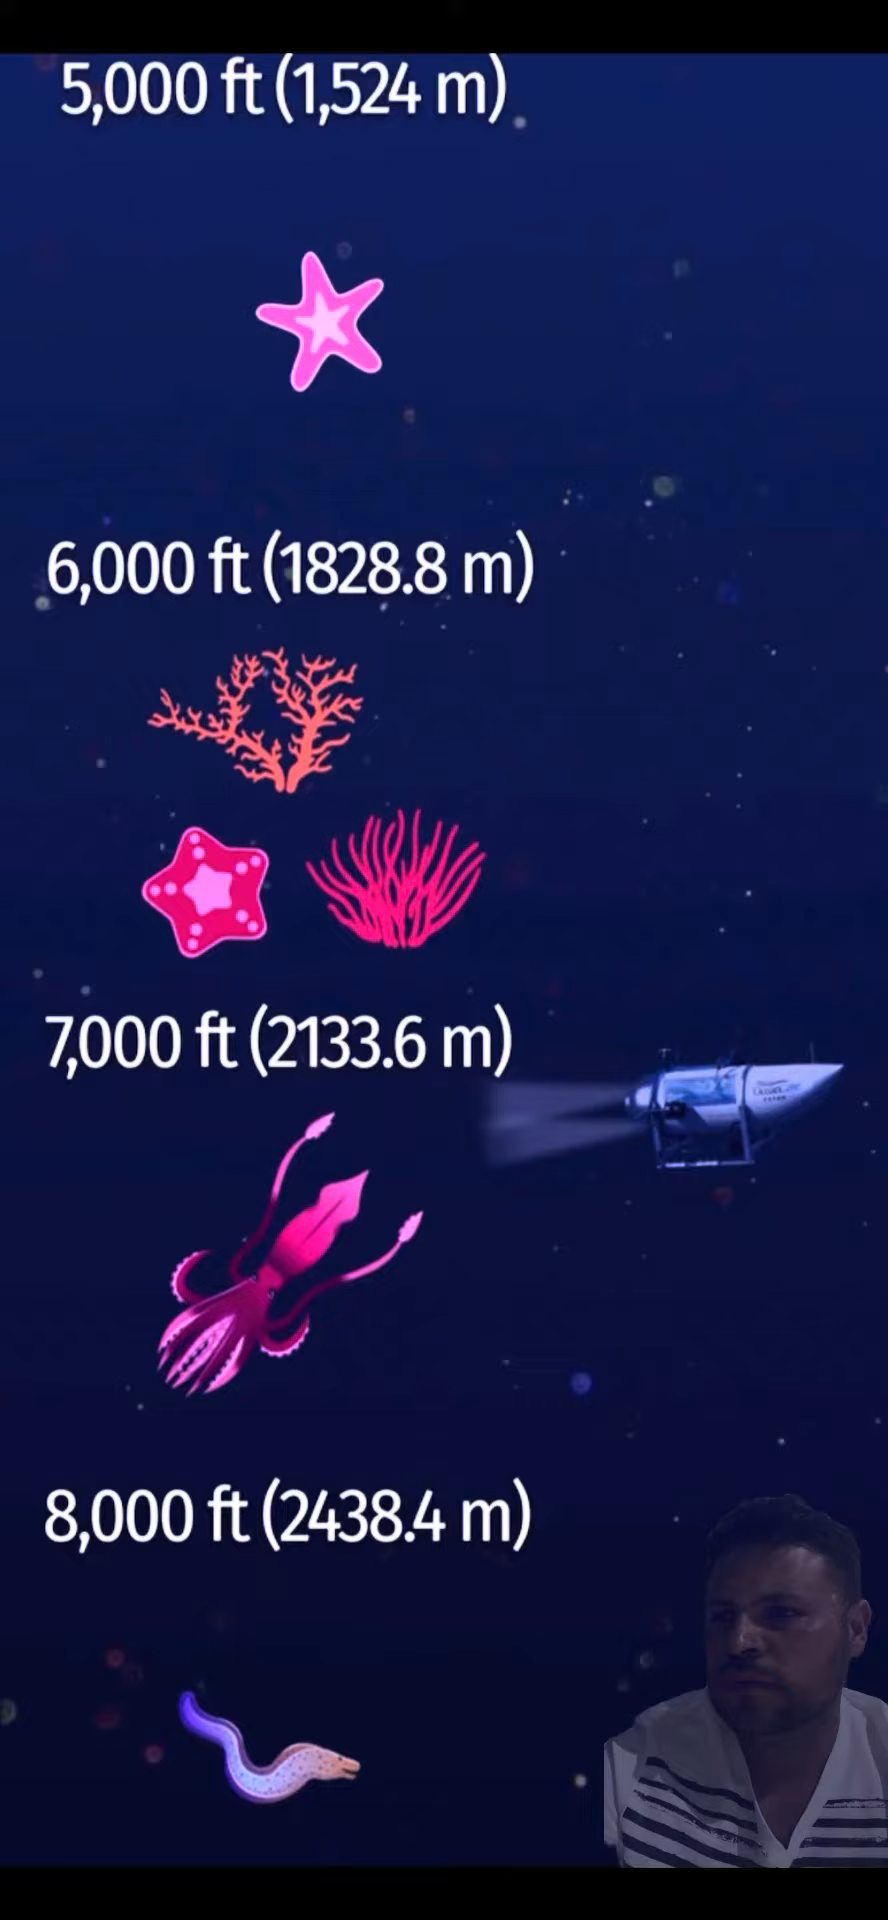 5,000 ft (1,524 m)
6,000 ft (1828.8 m)
7,000 ft (2133.6 m)
8,000 ft (2438.4 m)